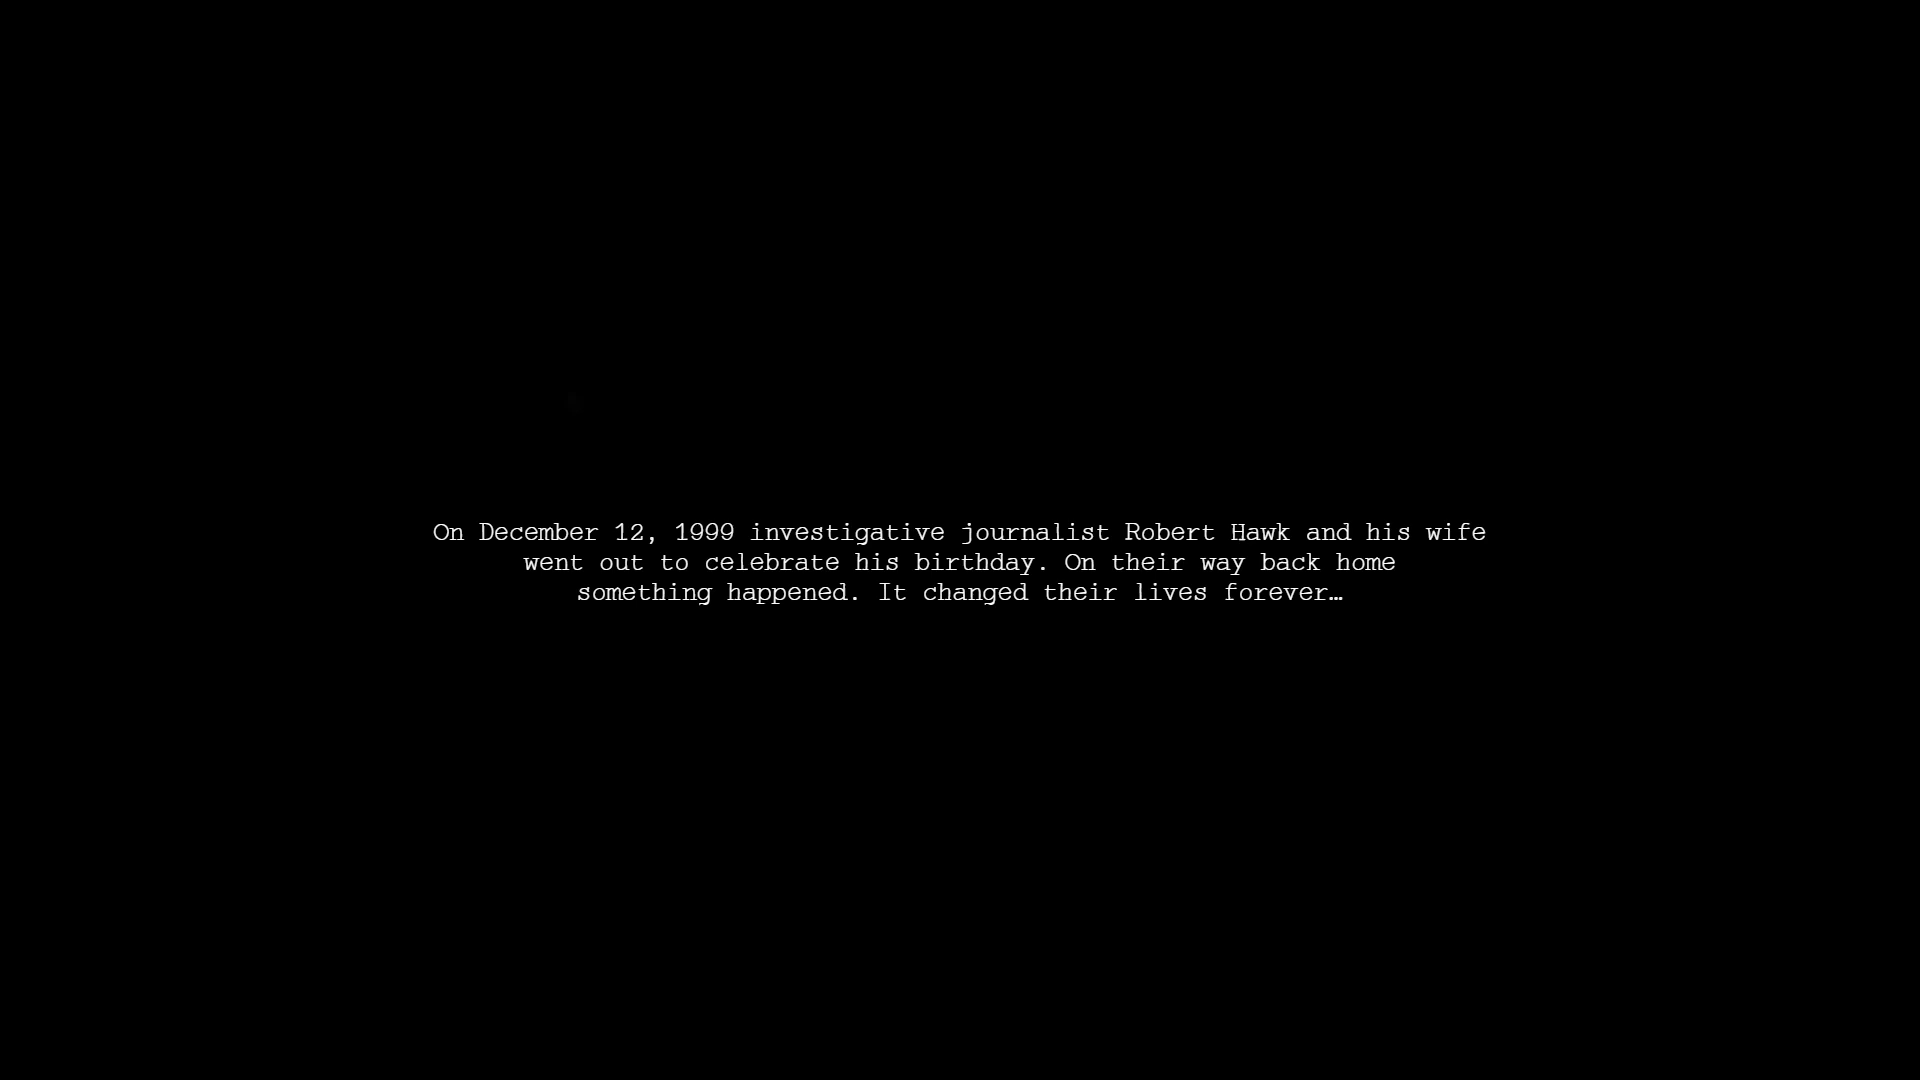 On December 12, 1999 investigative journalist Robert Hawk and his wife
went out to celebrate his birthday. On their way back home
something happened. It changed their lives forever…